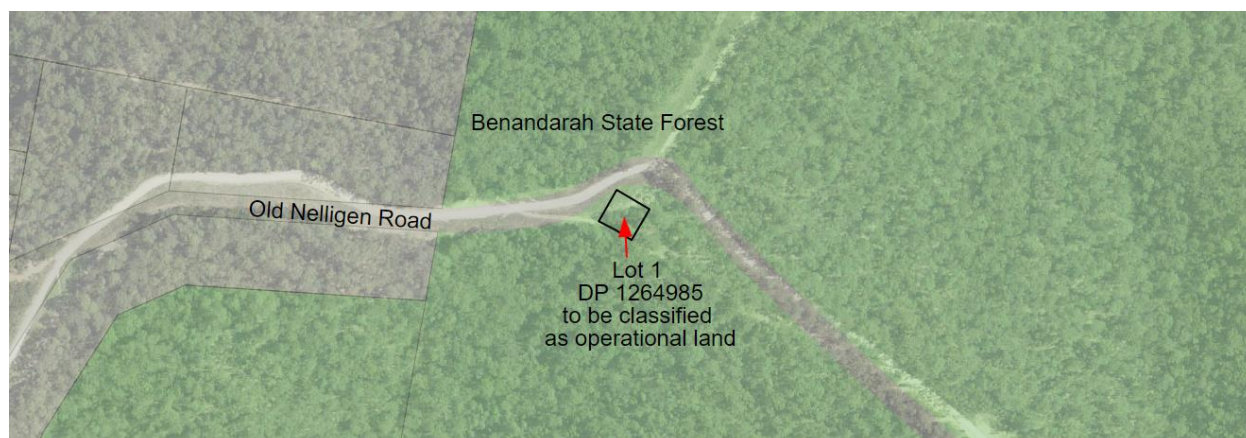 Benandarah State Forest
Old Nelligen Road
Lot 1
DP 1264985
to be classified
as operational land